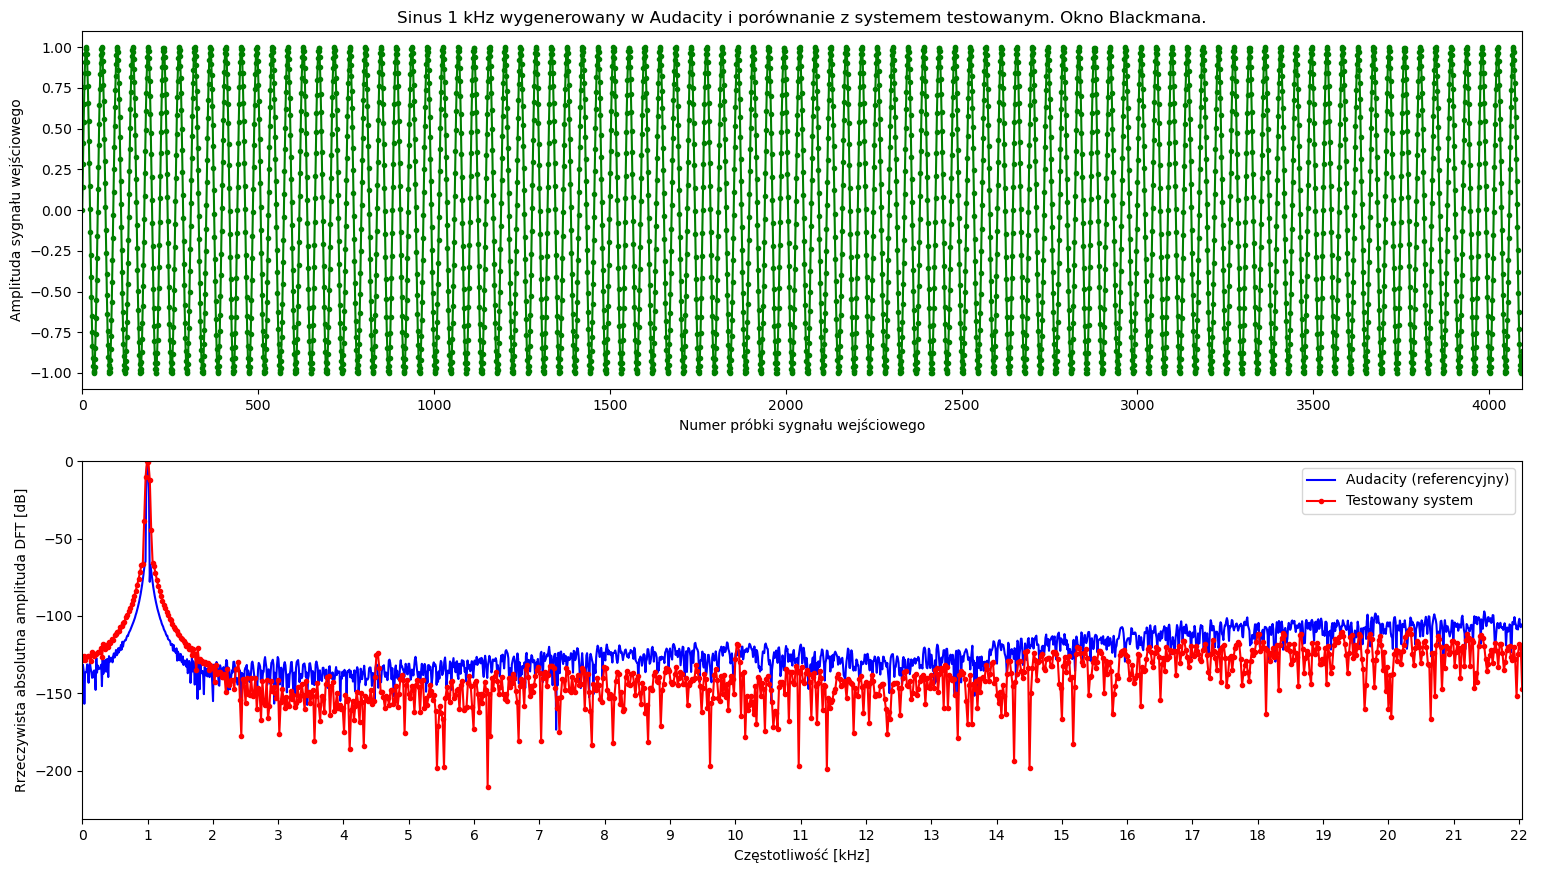 Sinus 1 kHz wygenerowany w Audacity i porównanie z systemem testowanym. Okno Blackmana.
Amplituda sygnału wejściowego
1.00
0.75
0.50
0.25
0.00
−0.25
−0.50
−0.75
−1.00
0 500 1000 1500 2000 2500 3000 3500 4000
Numer próbki sygnału wejściowego
Rrzeczywista absolutna amplituda DFT [dB]
0
−50
−100
−150
−200
Audacity (referencyjny)
Testowany system
0 1 2 3 4 5 6 7 8 9 10 11 12 13 14 15 16 17 18 19 20 21 22
Częstotliwość [kHz]